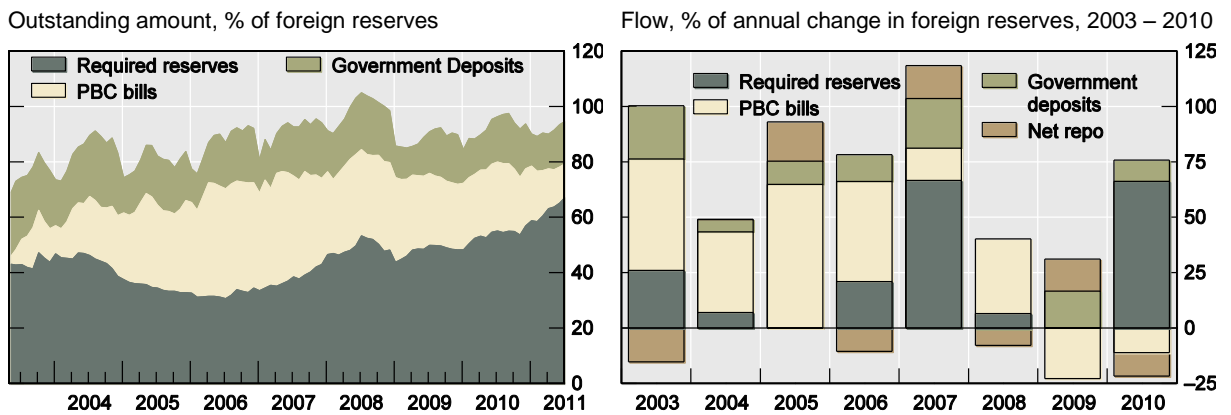 Outstanding amount, % of foreign reserves
120
Required reserves
Government Deposits
PBC bills
100
80
60
40
20
0
2004 2005 2006 2007 2008 2009 2010 2011
Flow, % of annual change in foreign reserves, 2003 – 2010
125
Required reserves
Government
deposits
PBC bills
Net repo
100
75
50
25
0
–25
2003 2004 2005 2006 2007 2008 2009 2010